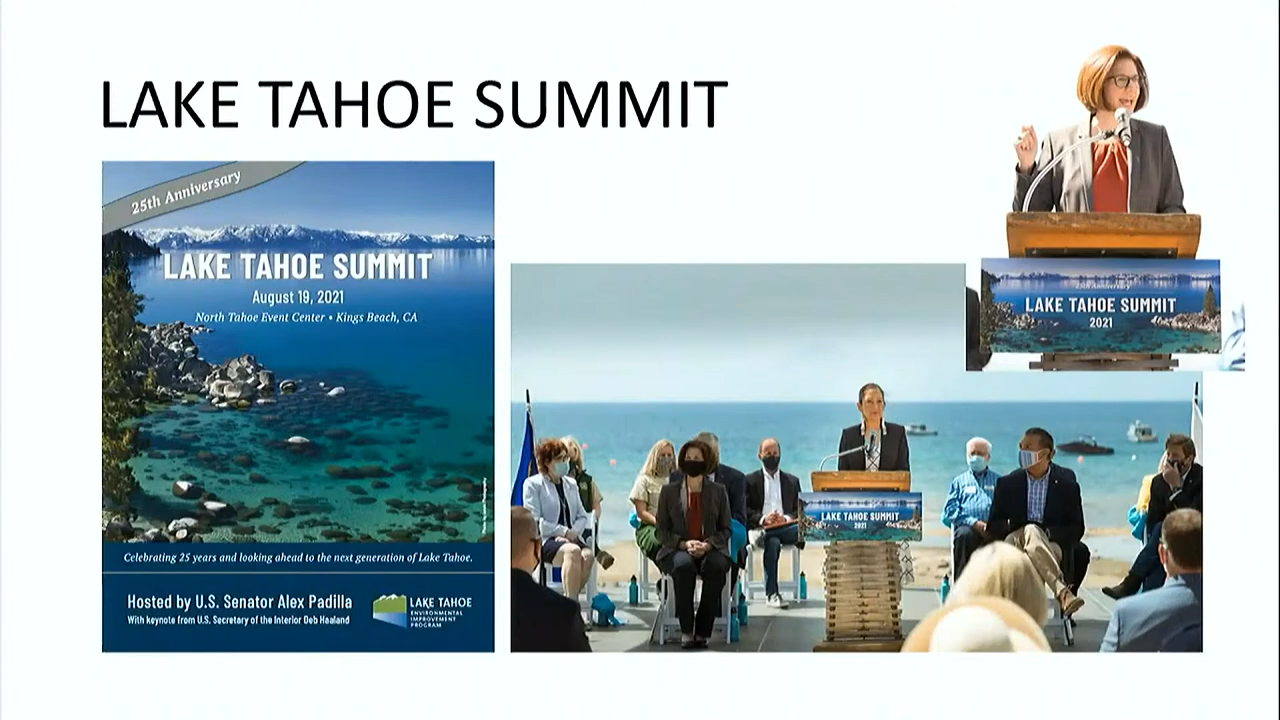 LAKE TAHOE SUMMIT
25th Anniversary
LAKE TAHOE SUMMIT
August 19, 2021
North Tahoe Event Center • Kings Beach, CA
Celebrating 25 years and looking ahead to the next generation of Lake Tahoe.
Hosted by U.S. Senator Alex Padilla
With keynote from U.S. Secretary of the Interior Deb Haaland
LAKE TAHOE
ENVIRONMENTAL
IMPROVEMENT
PROGRAM
25th Anniversary
LAKE TAHOE SUMMIT
2021
LAKE TAHOE SUMMIT
2021